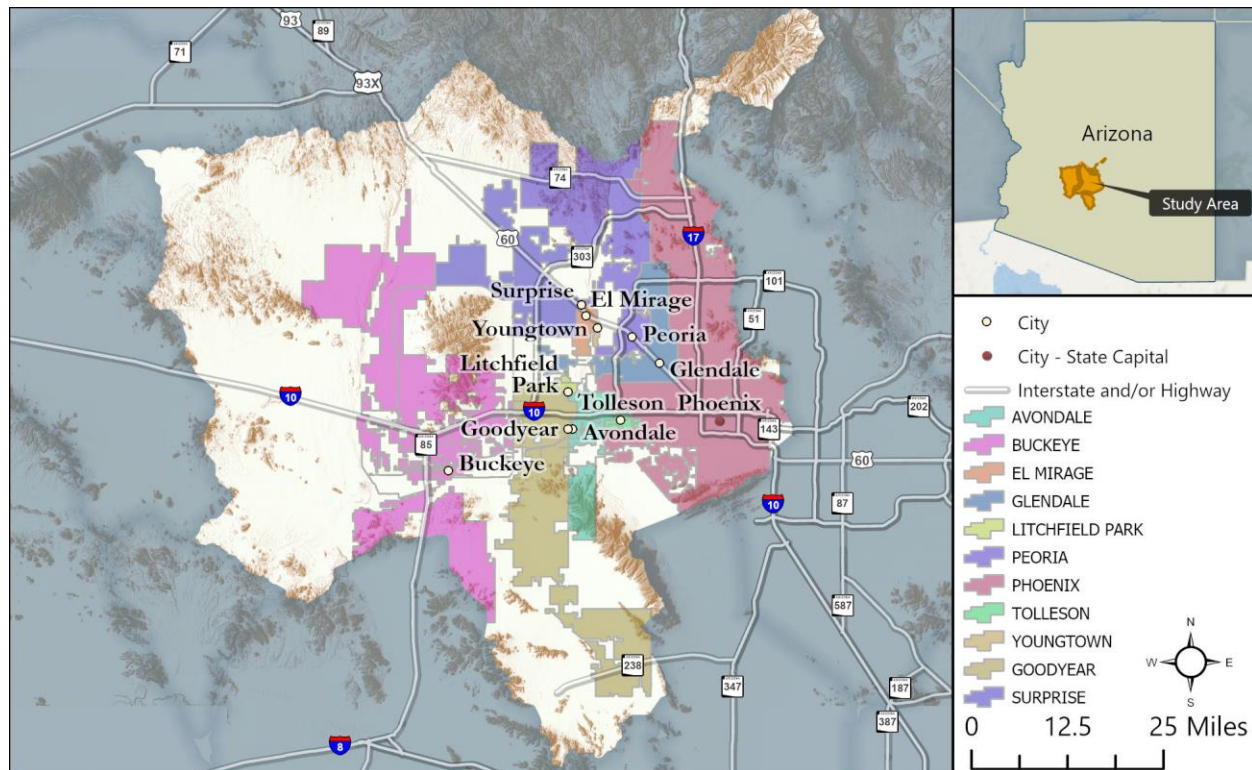 93
89
71
93X
74
17
60
303
101
51
Surprise
El Mirage
Youngtown
Peoria
Litchfield
Park
Glendale
10
10
Tolleson
Phoenix
202
143
Goodyear
Avondale
85
Buckeye
60
10
87
587
238
347
187
387
8
Arizona
Study Area
City
City - State Capital
Interstate and/or Highway
AVONDALE
BUCKEYE
EL MIRAGE
GLENDALE
LITCHFIELD PARK
PEORIA
PHOENIX
TOLLESON
YOUNGTOWN
GOODYEAR
SURPRISE
N
W E
S
0 12.5 25 Miles